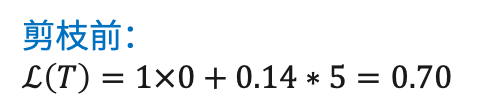 剪枝前：
ℒ(T) = 1×0 + 0.14 * 5 = 0.70